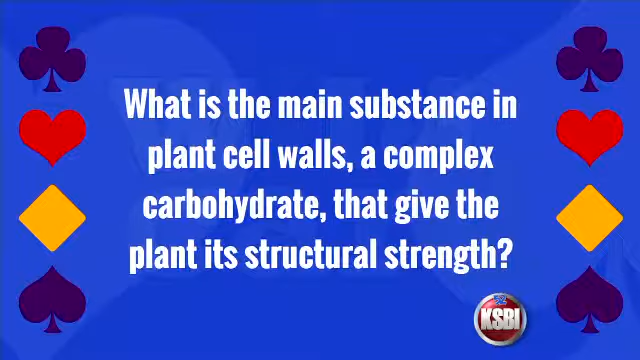 What is the main substance in
plant cell walls, a complex
carbohydrate, that give the
plant its structural strength?
52
KSBI